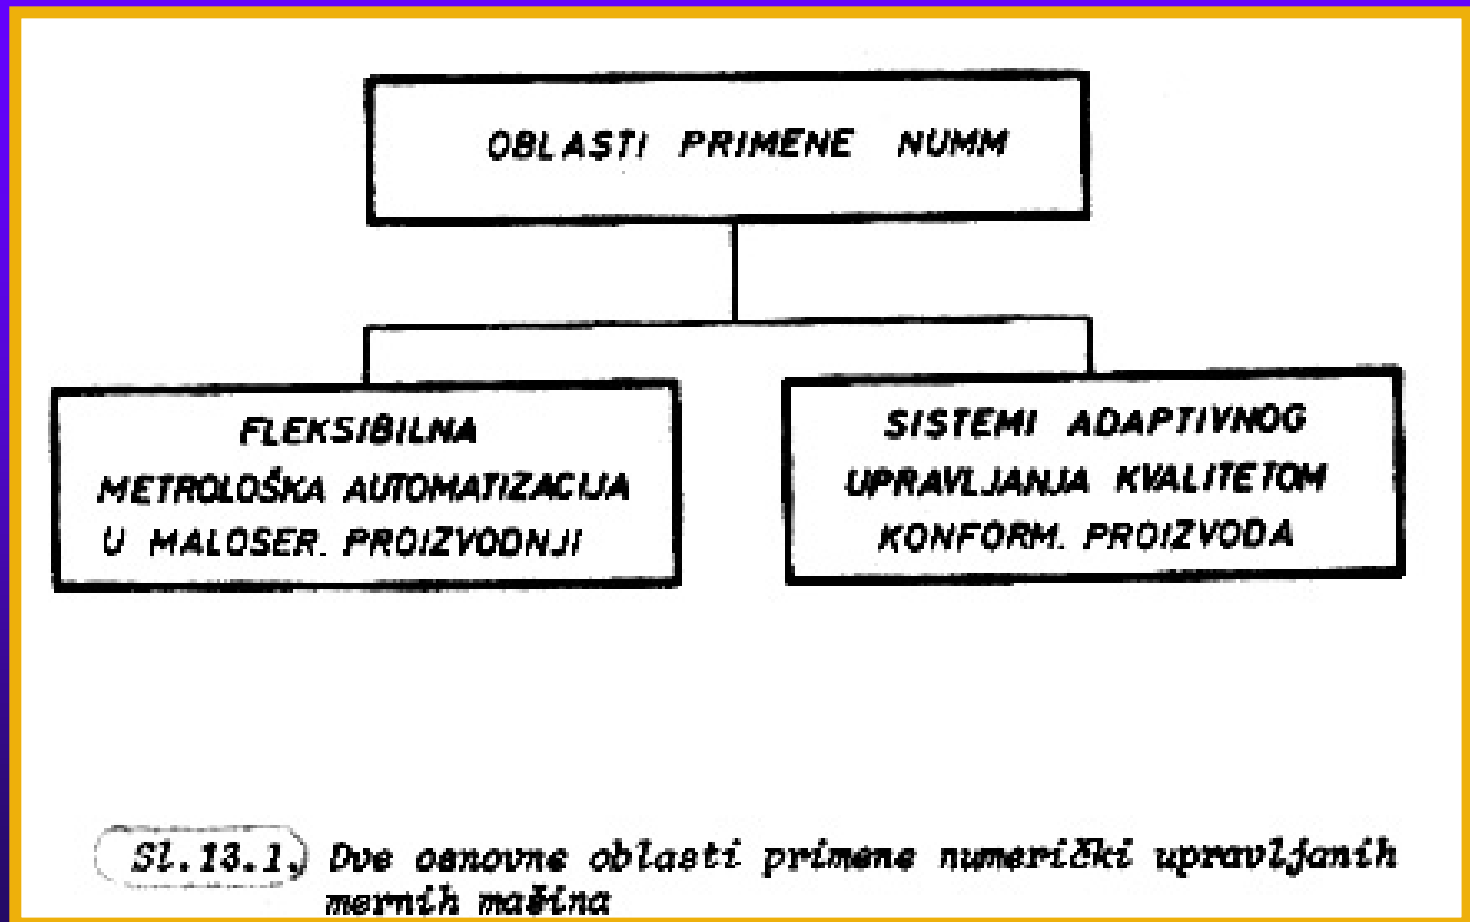 OBLASTI PRIMENE NUMM
FLEKSIBILNA
METROLOŠKA AUTOMATIZACIJA
U MALOSER. PROIZVODNJI
SISTEMI ADAPTIVNOG
UPRAVLJANJA KVALITETOM
KONFORM. PROIZVODA
Sl.13.1. Dve osnovne oblasti primene numerički upravljanih
mernih mašina